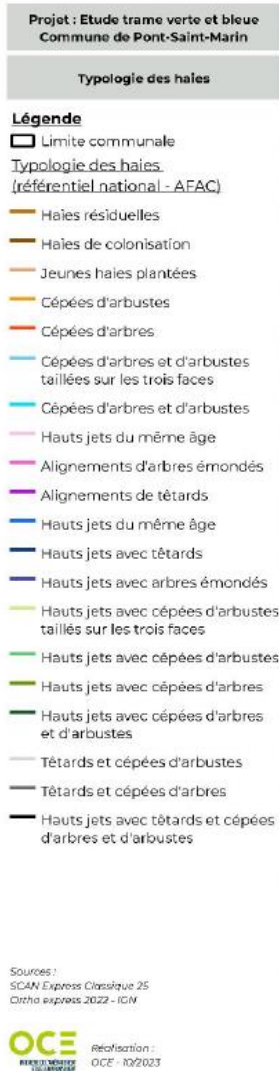 Projet : Etude trame verte et bleue
Commune de Pont-Saint-Marin
Typologie des haies
Légende
Limite communale
Typologie des haies
(référentiel national - AFAC)
Haies résiduelles
Haies de colonisation
Jeunes haies plantées
Cépées d'arbustes
Cépées d'arbres
Cépées d'arbres et d'arbustes
taillées sur les trois faces
Cépées d'arbres et d'arbustes
Hauts jets du même âge
Alignements d'arbres émondés
Alignements de têtards
Hauts jets du même âge
Hauts jets avec têtards
Hauts jets avec arbres émondés
Hauts jets avec cépées d'arbustes
taillés sur les trois faces
Hauts jets avec cépées d'arbustes
Hauts jets avec cépées d'arbres
Hauts jets avec cépées d'arbres
et d'arbustes
Têtards et cépées d'arbustes
Têtards et cépées d'arbres
Hauts jets avec têtards et cépées
d'arbres et d'arbustes
Sources :
SCAN Express Classique 25
Ortho express 2022 - IGN
OCE
Réalisation :
OCE - 10/2023